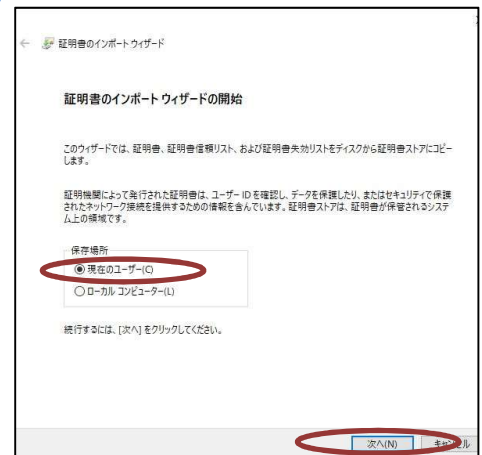 証明書のインポート ウィザード
証明書のインポート ウィザードの開始
このウィザードでは、証明書、証明書信頼リスト、および証明書失効リストをディスクから証明書ストアにコピー
します。
証明機関によって発行された証明書は、ユーザー ID を確認し、データを保護したり、またはセキュリティで保護
されたネットワーク接続を提供するための情報を含んでいます。証明書ストアは、証明書が保管されるシステ
ム上の領域です。
保存場所
現在のユーザー(C)
ローカル コンピューター(L)
続行するには、[次へ] をクリックしてください。
次へ(N) キャンセル